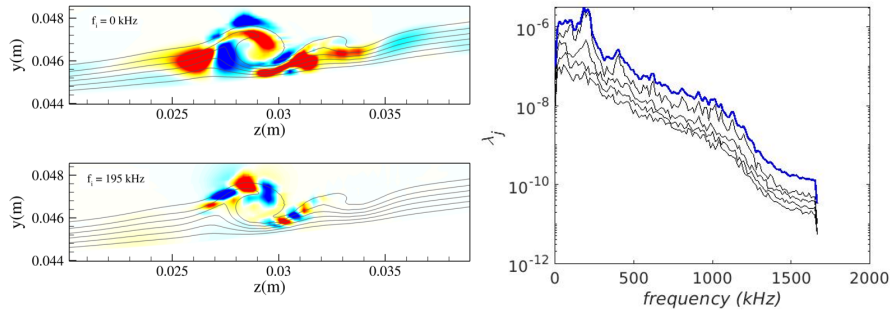 0.048
0.046
0.044
y(m)
f_i = 0 kHz
0.025
0.03
0.035
z(m)
0.048
0.046
0.044
y(m)
f_i = 195 kHz
0.025
0.03
0.035
z(m)
10^-6
10^-8
10^-10
10^-12
λ_j
0
500
1000
1500
2000
frequency (kHz)